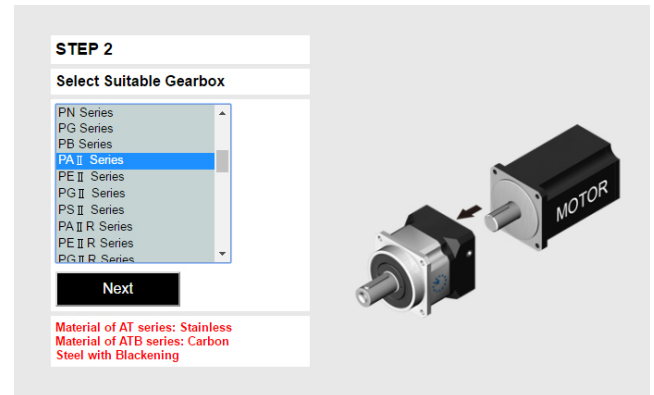 STEP 2
Select Suitable Gearbox
PN Series
PG Series
PB Series
PAⅡ Series
PEⅡ Series
PGⅡ Series
PSⅡ Series
PAⅡR Series
PEⅡR Series
PGⅡR Series
Next
Material of AT series: Stainless
Material of ATB series: Carbon
Steel with Blackening
MOTOR